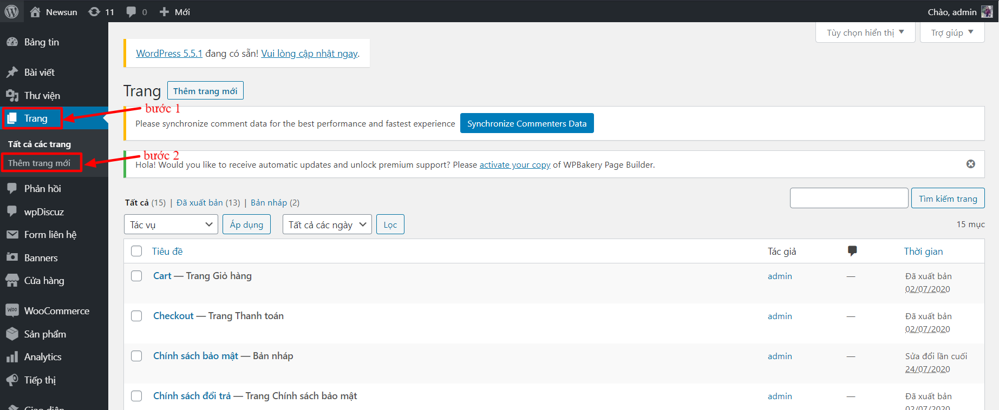 Newsun 11 0 Mới Chào, admin
Tùy chọn hiển thị Trợ giúp
Bảng tin
Bài viết
Thư viện
Trang
Tất cả các trang
Thêm trang mới
Phản hồi
wpDiscuz
Form liên hệ
Banners
Cửa hàng
WooCommerce
Sản phẩm
Analytics
Tiếp thị
Giao diện
WordPress 5.5.1 đang có sẵn! Vui lòng cập nhật ngay.
Trang Thêm trang mới
bước 1
Please synchronize comment data for the best performance and fastest experience Synchronize Commenters Data
bước 2
Hola! Would you like to receive automatic updates and unlock premium support? Please activate your copy of WPBakery Page Builder.
Tất cả (15) | Đã xuất bản (13) | Bản nháp (2)
Tìm kiếm trang
Tác vụ Áp dụng Tất cả các ngày Lọc
15 mục
Tiêu đề Tác giả Thời gian
Cart — Trang Giỏ hàng admin — Đã xuất bản
02/07/2020
Checkout — Trang Thanh toán admin — Đã xuất bản
02/07/2020
Chính sách bảo mật — Bản nháp admin — Sửa đổi lần cuối
24/07/2020
Chính sách đổi trả — Trang Chính sách bảo mật admin — Đã xuất bản
02/07/2020